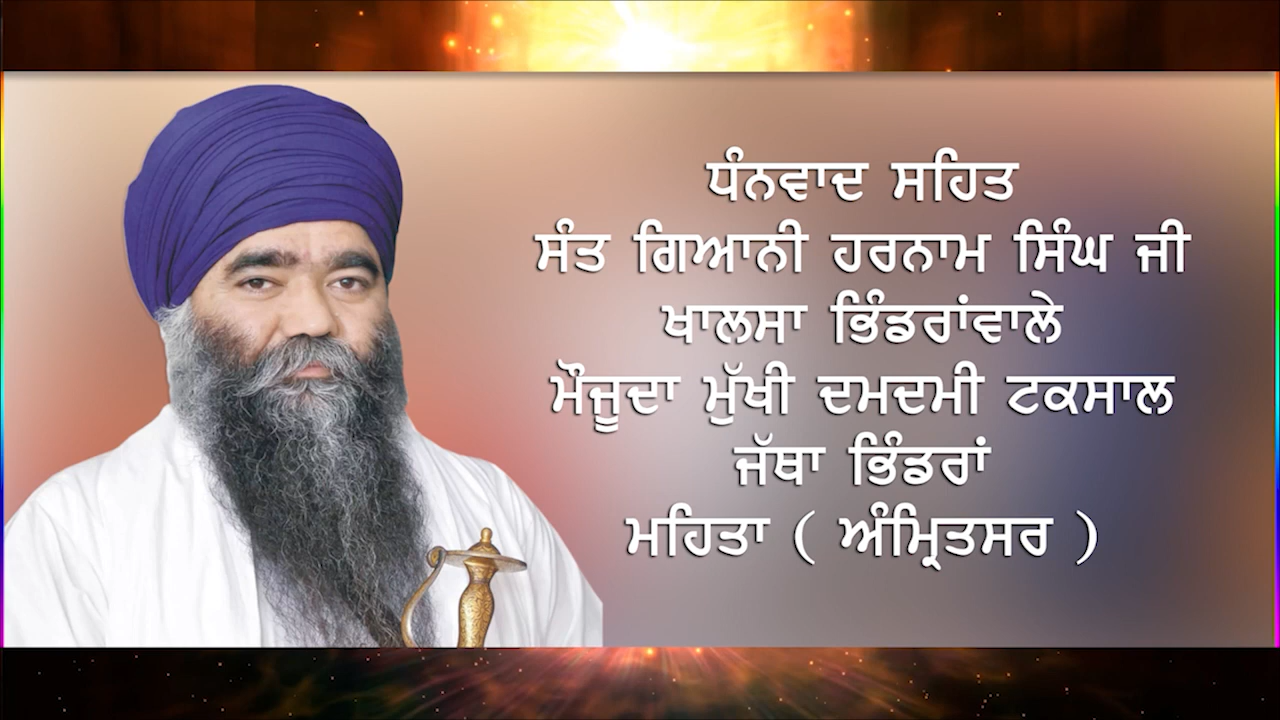 ਧੰਨਵਾਦ ਸਹਿਤ
ਸੰਤ ਗਿਆਨੀ ਹਰਨਾਮ ਸਿੰਘ ਜੀ
ਖਾਲਸਾ ਭਿੰਡਰਾਂਵਾਲੇ
ਮੌਜੂਦਾ ਮੁੱਖੀ ਦਮਦਮੀ ਟਕਸਾਲ
ਜੱਥਾ ਭਿੰਡਰਾਂ
ਮਹਿਤਾ ( ਅੰਮ੍ਰਿਤਸਰ )